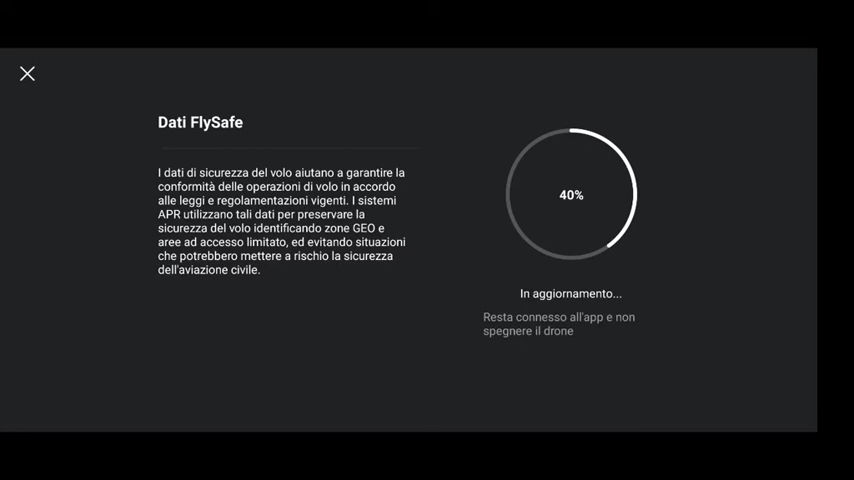 Dati FlySafe
I dati di sicurezza del volo aiutano a garantire la
conformità delle operazioni di volo in accordo
alle leggi e regolamentazioni vigenti. I sistemi
APR utilizzano tali dati per preservare la
sicurezza del volo identificando zone GEO e
aree ad accesso limitato, ed evitando situazioni
che potrebbero mettere a rischio la sicurezza
dell'aviazione civile.
40%
In aggiornamento...
Resta connesso all'app e non
spegnere il drone